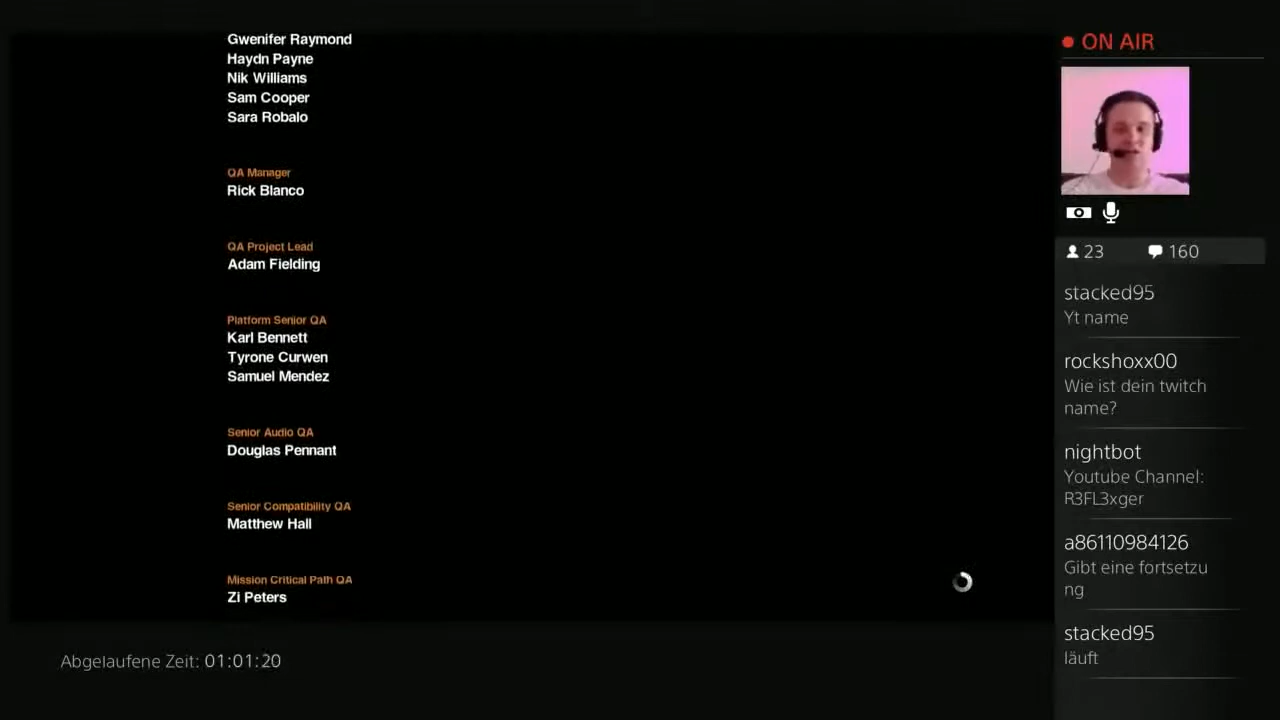 Gwenifer Raymond
Haydn Payne
Nik Williams
Sam Cooper
Sara Robalo
QA Manager
Rick Blanco
QA Project Lead
Adam Fielding
Platform Senior QA
Karl Bennett
Tyrone Curwen
Samuel Mendez
Senior Audio QA
Douglas Pennant
Senior Compatibility QA
Matthew Hall
Mission Critical Path QA
Zi Peters
Abgelaufene Zeit: 01:01:20
ON AIR
23 160
stacked95
Yt name
rockshoxx00
Wie ist dein twitch
name?
nightbot
Youtube Channel:
R3FL3xger
a86110984126
Gibt eine fortsetzu
ng
stacked95
läuft